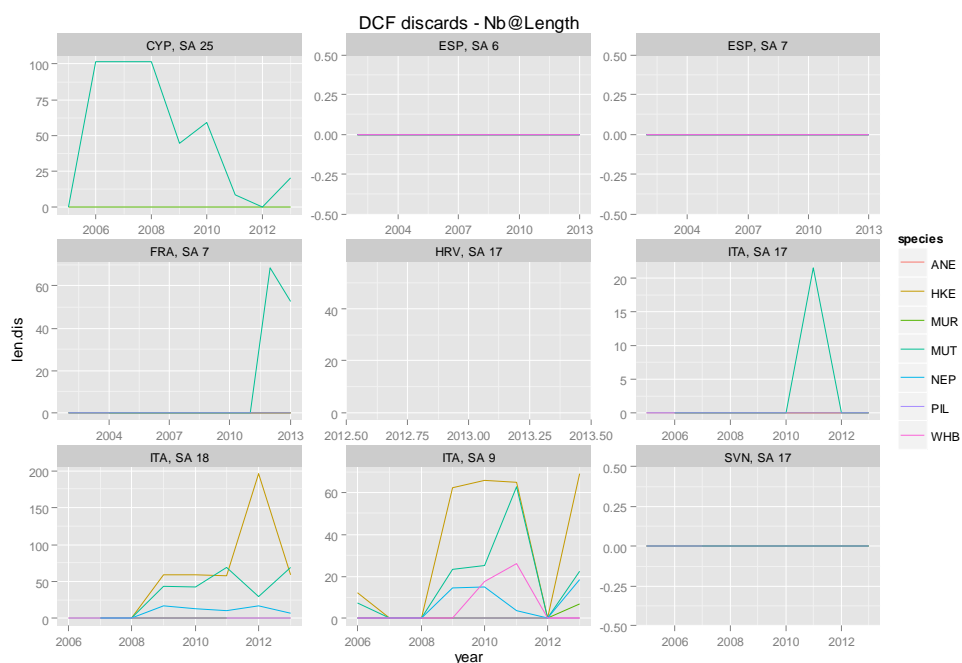 DCF discards - Nb@Length
CYP, SA 25
ESP, SA 6
ESP, SA 7
100
75
50
25
0
0.50
0.25
0.00
-0.25
-0.50
0.50
0.25
0.00
-0.25
-0.50
2006 2008 2010 2012
2004 2007 2010 2013
2004 2007 2010 2013
FRA, SA 7
HRV, SA 17
ITA, SA 17
60
40
20
0
40
20
0
20
15
10
5
0
2004 2007 2010 2013
2012.50 2012.75 2013.00 2013.25 2013.50
2006 2008 2010 2012
ITA, SA 18
ITA, SA 9
SVN, SA 17
200
150
100
50
0
60
40
20
0
0.50
0.25
0.00
-0.25
-0.50
2006 2008 2010 2012
2006 2008 2010 2012
2006 2008 2010 2012
len.dis
year
species
ANE
HKE
MUR
MUT
NEP
PIL
WHB